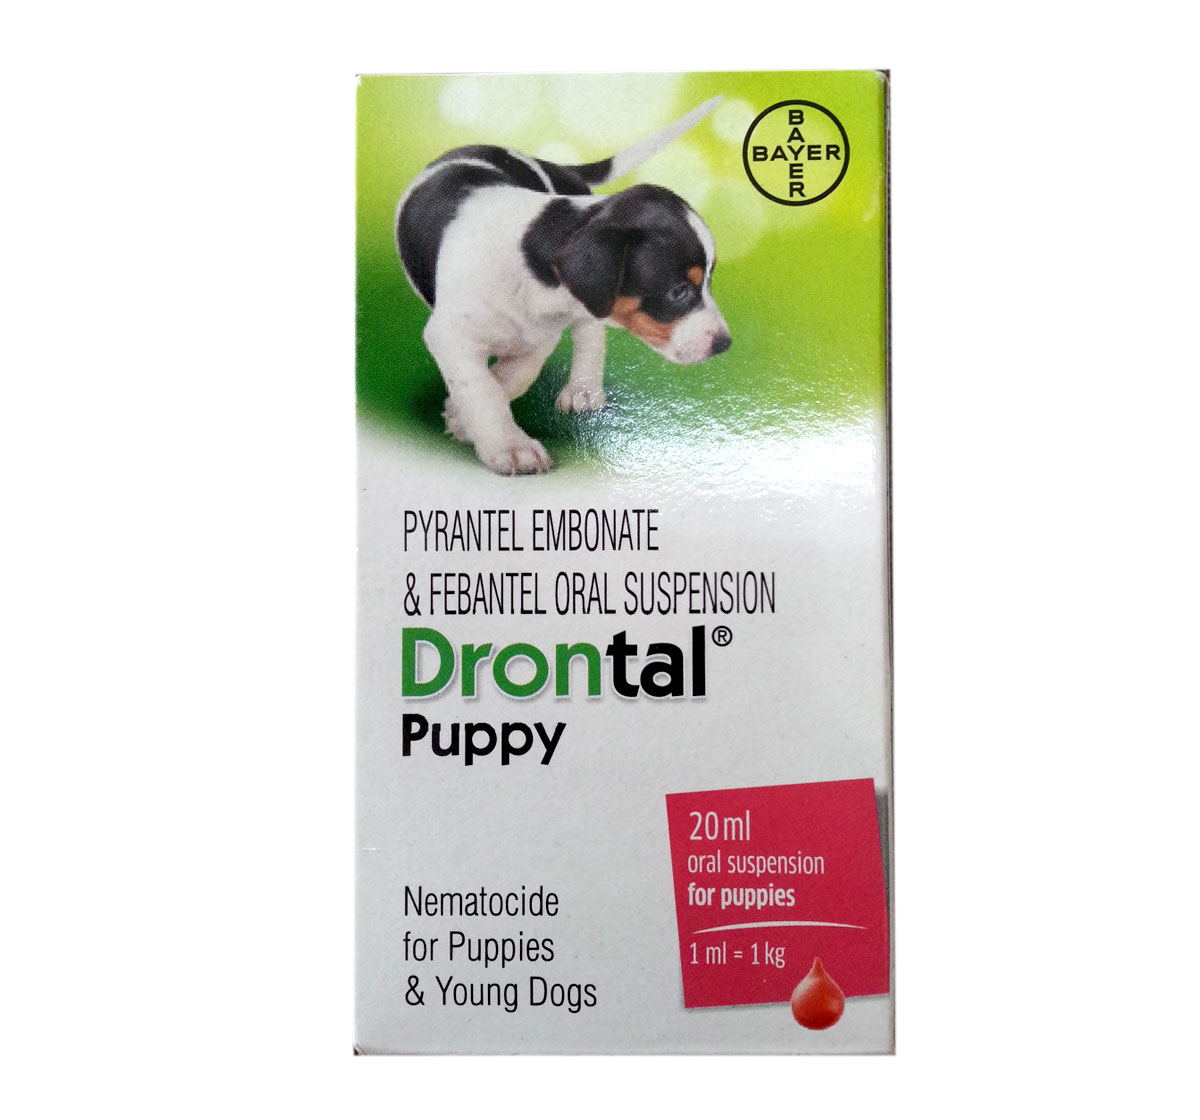 BAYER
BAYER
PYRANTEL EMBONATE
& FEBANTEL ORAL SUSPENSION
Drontal®
Puppy
20 ml
oral suspension
for puppies
1 ml = 1 kg
Nematocide
for Puppies
& Young Dogs